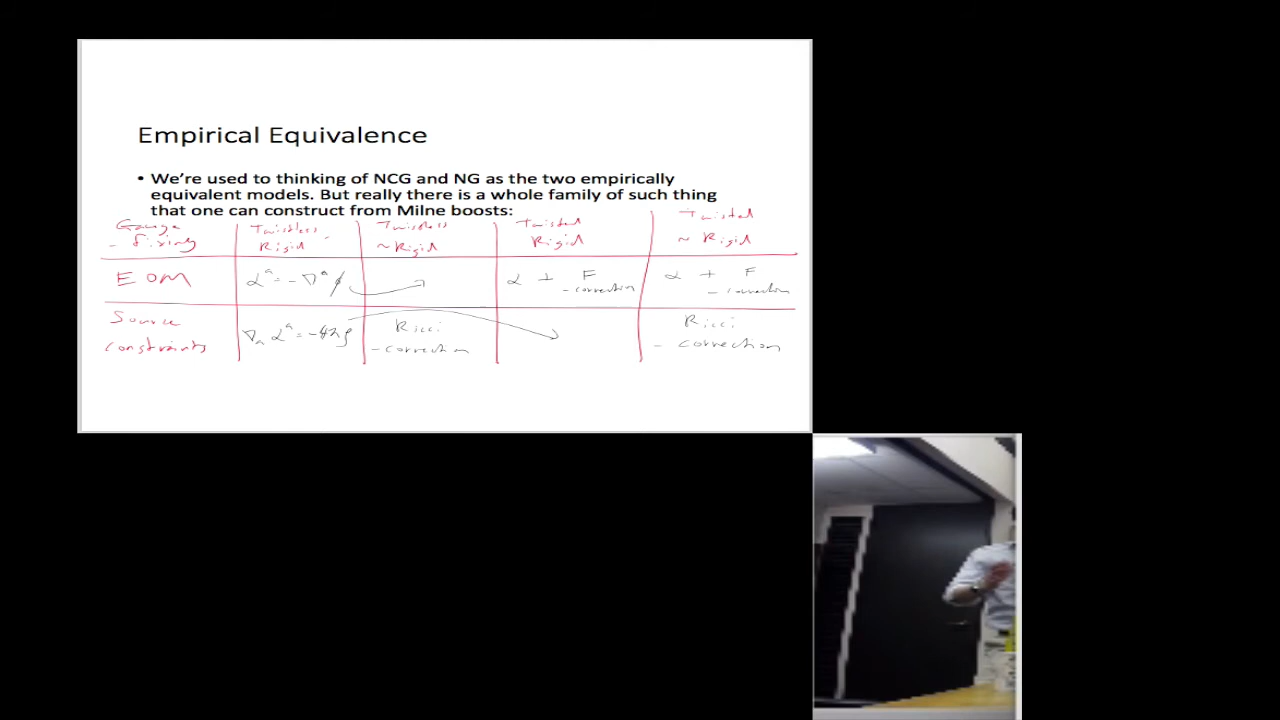 Empirical Equivalence
• We're used to thinking of NCG and NG as the two empirically
equivalent models. But really there is a whole family of such thing
that one can construct from Milne boosts:
Gauge
- fixing
Twistless
Rigid
Twistless
~ Rigid
Twisted
Rigid
Twisted
~ Rigid
EOM
α^a = -∇^a φ
α + F
- correction
α + F
- correction
Source
constraints
∇_a α^a = -4πρ
Ricci
- correction
Ricci
- correction